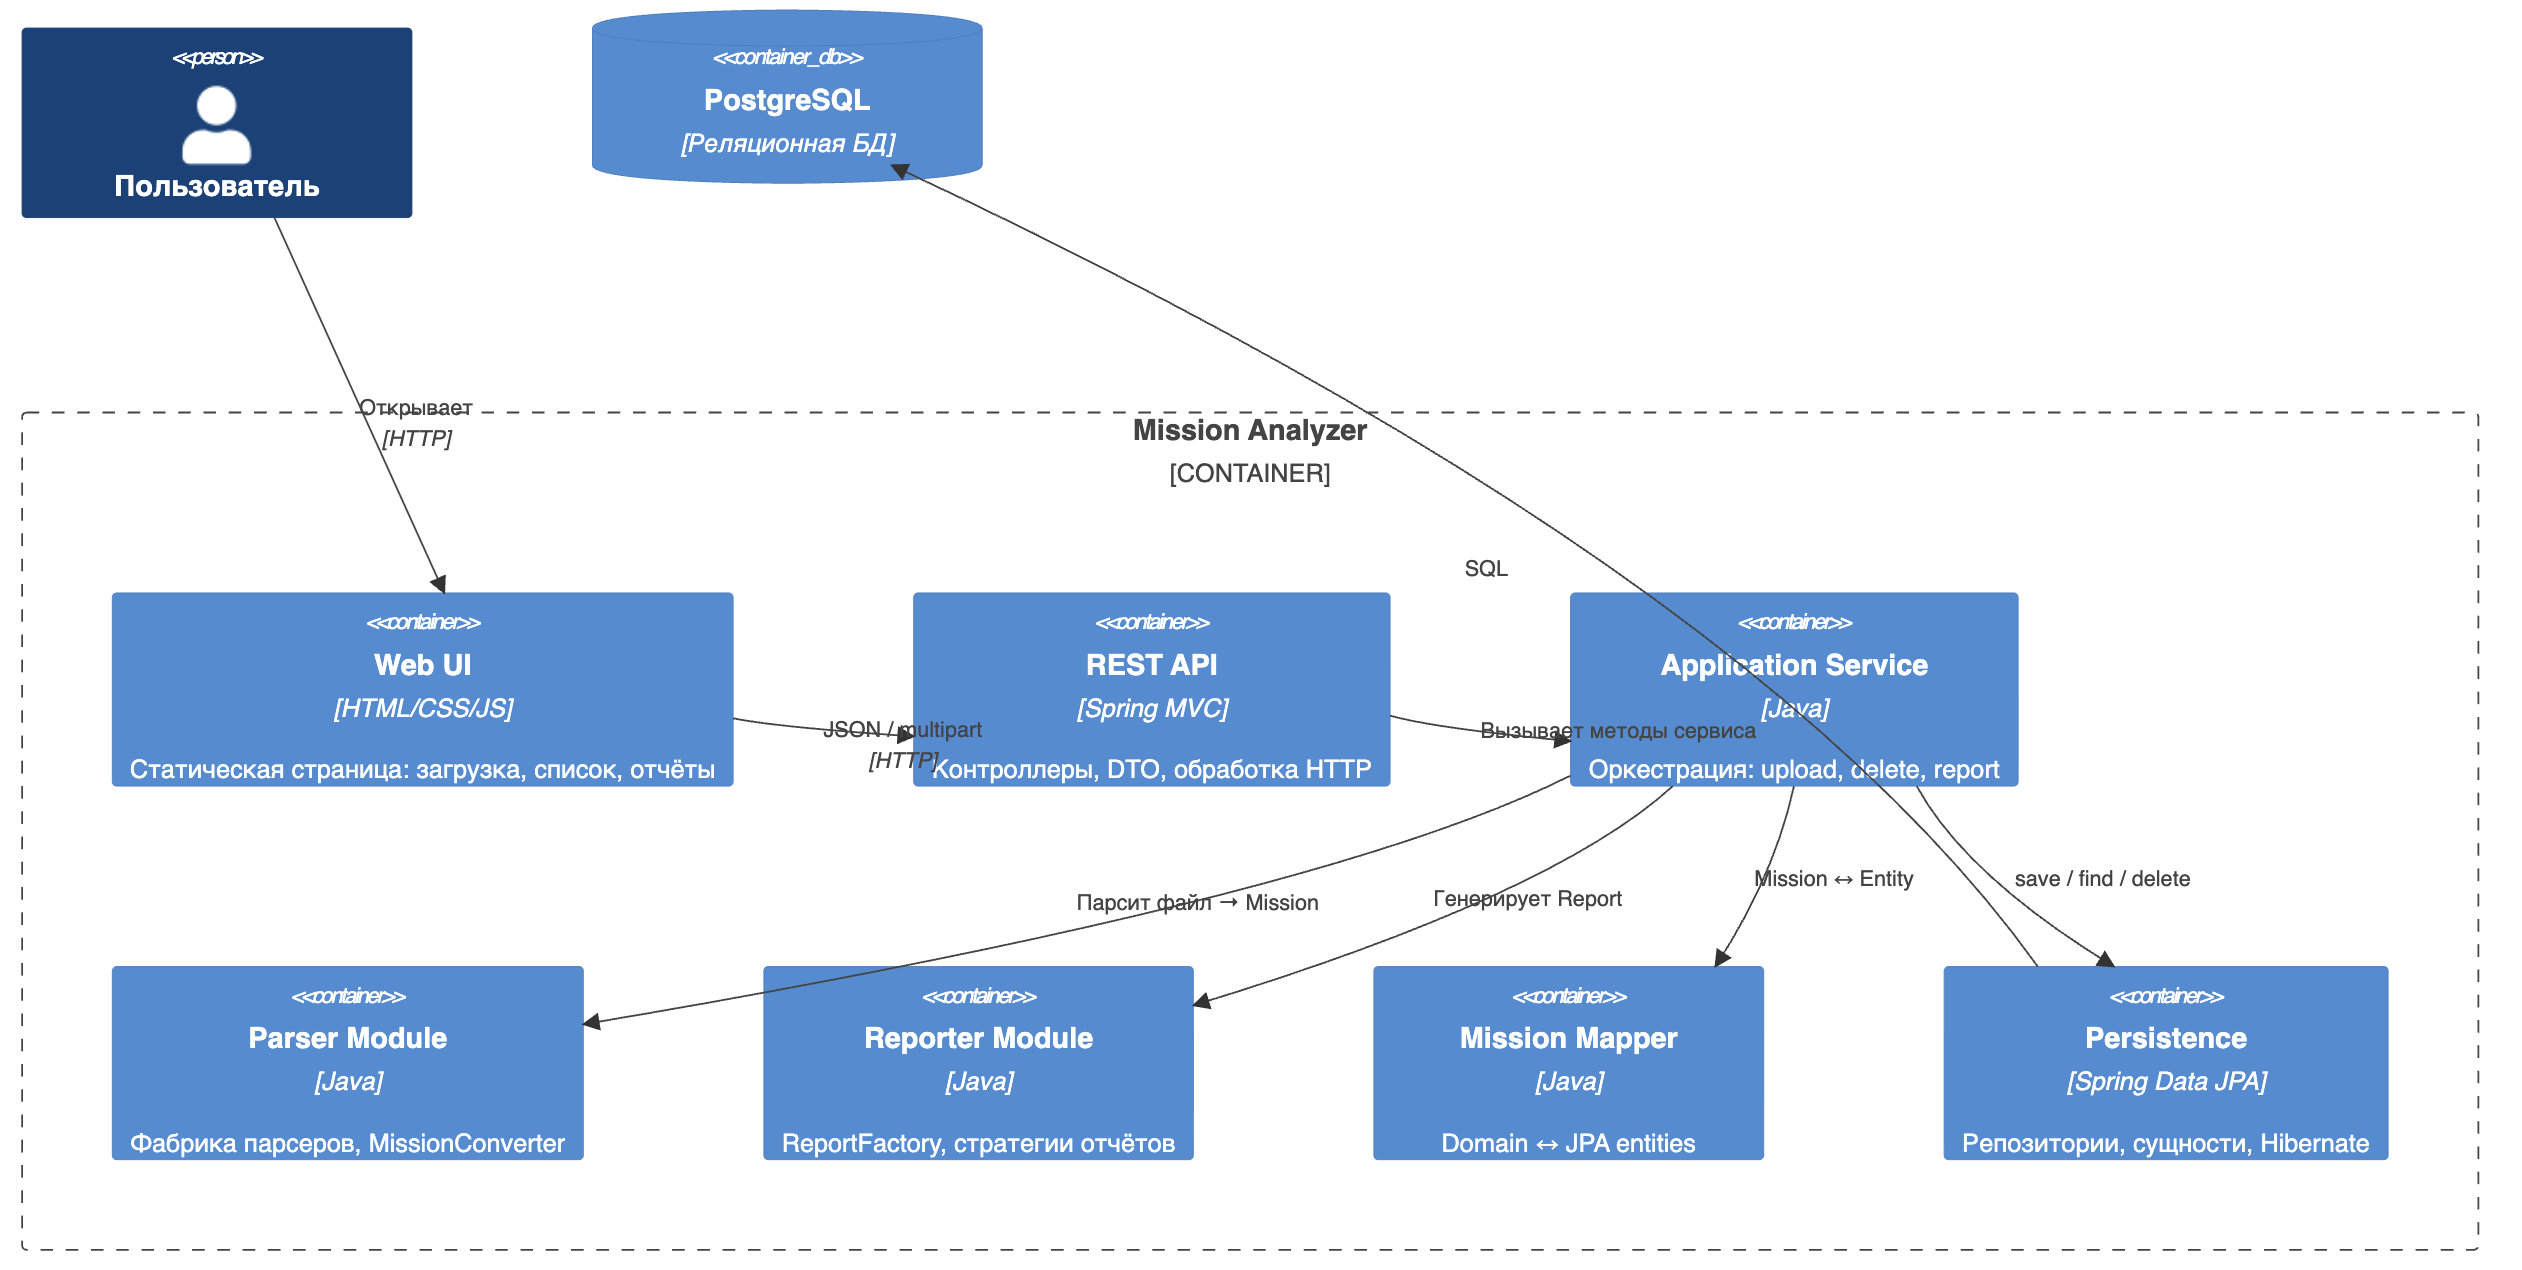 <<person>>
Пользователь
<<container_db>>
PostgreSQL
[Реляционная БД]
Открывает
[HTTP]
Mission Analyzer
[CONTAINER]
SQL
<<container>>
Web UI
[HTML/CSS/JS]
Статическая страница: загрузка, список, отчёты
JSON / multipart
[HTTP]
<<container>>
REST API
[Spring MVC]
Контроллеры, DTO, обработка HTTP
Вызывает методы сервиса
<<container>>
Application Service
[Java]
Оркестрация: upload, delete, report
Парсит файл → Mission
Генерирует Report
Mission ↔ Entity
save / find / delete
<<container>>
Parser Module
[Java]
Фабрика парсеров, MissionConverter
<<container>>
Reporter Module
[Java]
ReportFactory, стратегии отчётов
<<container>>
Mission Mapper
[Java]
Domain ↔ JPA entities
<<container>>
Persistence
[Spring Data JPA]
Репозитории, сущности, Hibernate